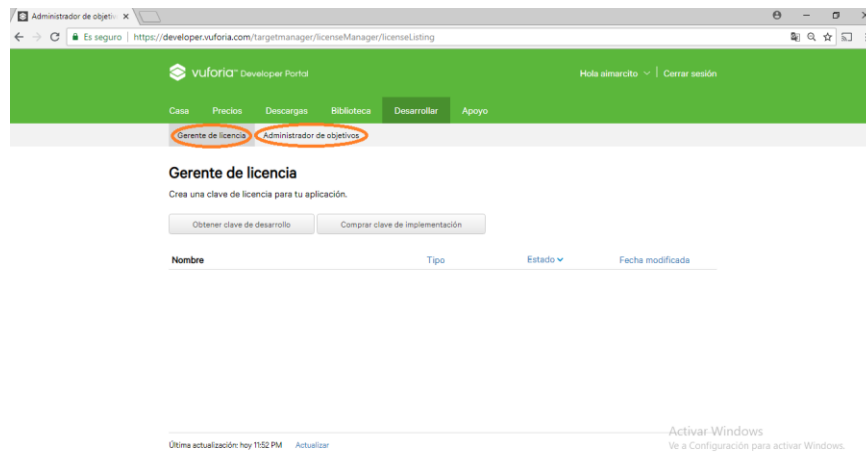 Administrador de objetiv
Es seguro | https://developer.vuforia.com/targetmanager/licenseManager/licenseListing
vuforia™ Developer Portal
Hola aimarcito | Cerrar sesión
Casa Precios Descargas Biblioteca Desarrollar Apoyo
Gerente de licencia Administrador de objetivos
Gerente de licencia
Crea una clave de licencia para tu aplicación.
Obtener clave de desarrollo Comprar clave de implementación
Nombre Tipo Estado Fecha modificada
Activar Windows
Última actualización: hoy 11:52 PM Actualizar
Ve a Configuración para activar Windows.